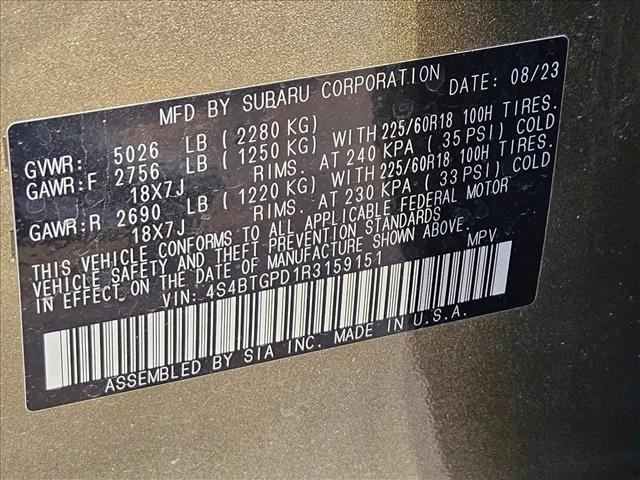 MFD BY SUBARU CORPORATION DATE: 08/23
GVWR: 5026 LB (2280 KG)
GAWR:F 2756 LB (1250 KG) WITH 225/60R18 100H TIRES.
18X7J RIMS. AT 240 KPA ( 35 PSI) COLD
GAWR:R 2690 LB (1220 KG) WITH 225/60R18 100H TIRES.
18X7J RIMS. AT 230 KPA ( 33 PSI) COLD
THIS VEHICLE CONFORMS TO ALL APPLICABLE FEDERAL MOTOR
VEHICLE SAFETY AND THEFT PREVENTION STANDARDS
IN EFFECT ON THE DATE OF MANUFACTURE SHOWN ABOVE.
VIN: 4S4BTGPD1R3159151 MPV
ASSEMBLED BY SIA INC. MADE IN U.S.A.